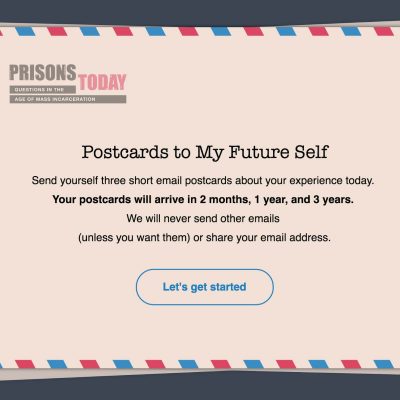 PRISONS
TODAY
QUESTIONS IN THE
AGE OF MASS INCARCERATION
Postcards to My Future Self
Send yourself three short email postcards about your experience today.
Your postcards will arrive in 2 months, 1 year, and 3 years.
We will never send other emails
(unless you want them) or share your email address.
Let's get started